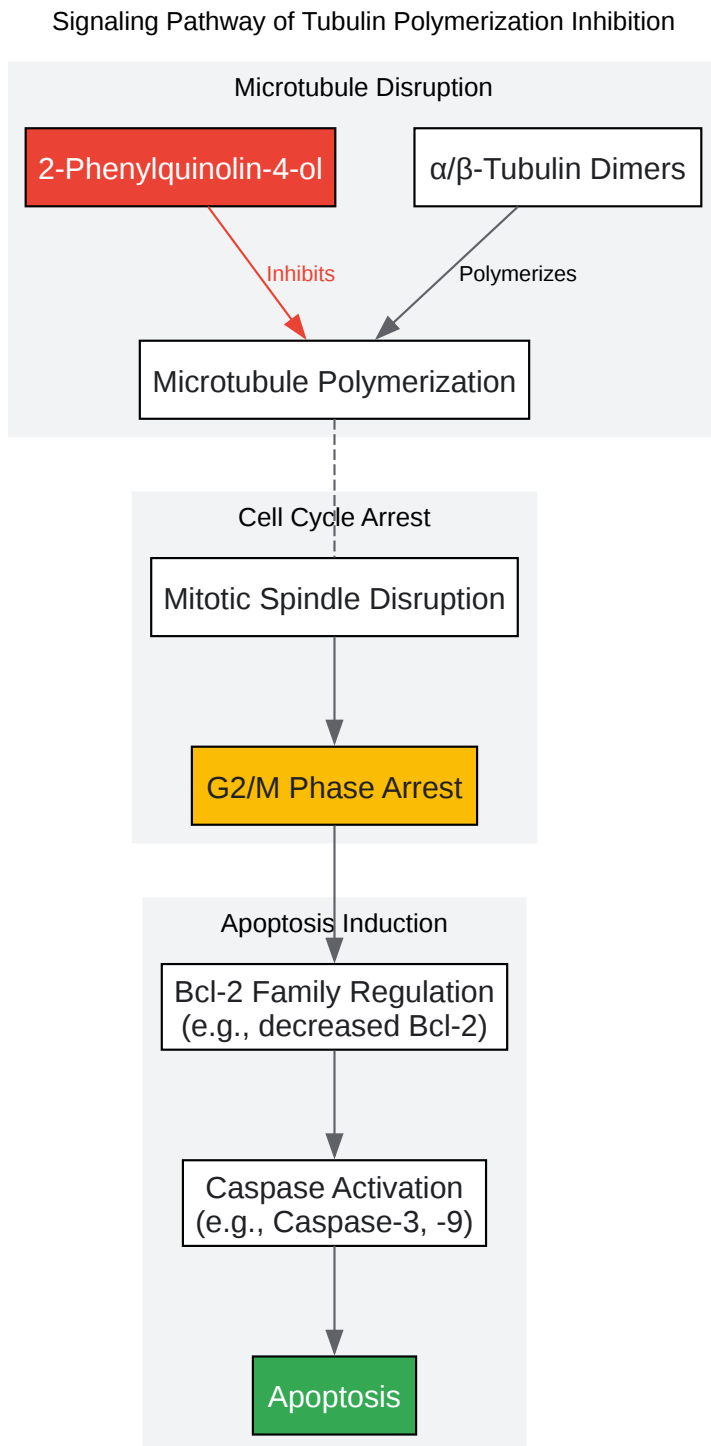 Signaling Pathway of Tubulin Polymerization Inhibition
Microtubule Disruption
2-Phenylquinolin-4-ol
α/β-Tubulin Dimers
Inhibits
Polymerizes
Microtubule Polymerization
Cell Cycle Arrest
Mitotic Spindle Disruption
G2/M Phase Arrest
Apoptosis Induction
Bcl-2 Family Regulation
(e.g., decreased Bcl-2)
Caspase Activation
(e.g., Caspase-3, -9)
Apoptosis